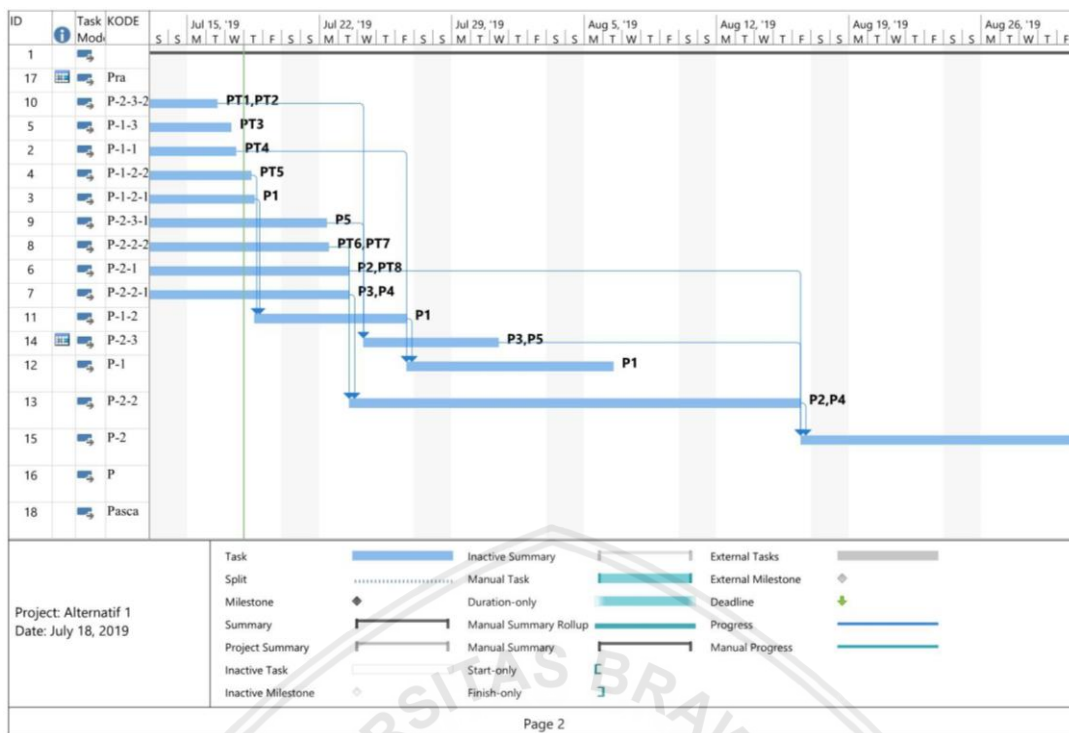 ID Task Mode KODE Jul 15, '19 Jul 22, '19 Jul 29, '19 Aug 5, '19 Aug 12, '19 Aug 19, '19 Aug 26, '19
S S M T W T F S S M T W T F S S M T W T F S S M T W T F S S M T W T F S S M T W T F S S M T W T F
1
17 Pra
10 P-2-3-2 PT1,PT2
5 P-1-3 PT3
2 P-1-1 PT4
4 P-1-2-2 PT5
3 P-1-2-1 P1
9 P-2-3-1 P5
8 P-2-2-2 PT6,PT7
6 P-2-1 P2,PT8
7 P-2-2-1 P3,P4
11 P-1-2 P1
14 P-2-3 P3,P5
12 P-1 P1
13 P-2-2 P2,P4
15 P-2
16 P
18 Pasca
Project: Alternatif 1
Date: July 18, 2019
Task
Split
Milestone
Summary
Project Summary
Inactive Task
Inactive Milestone
Inactive Summary
Manual Task
Duration-only
Manual Summary Rollup
Manual Summary
Start-only
Finish-only
External Tasks
External Milestone
Deadline
Progress
Manual Progress
SITAS BRAW
Page 2